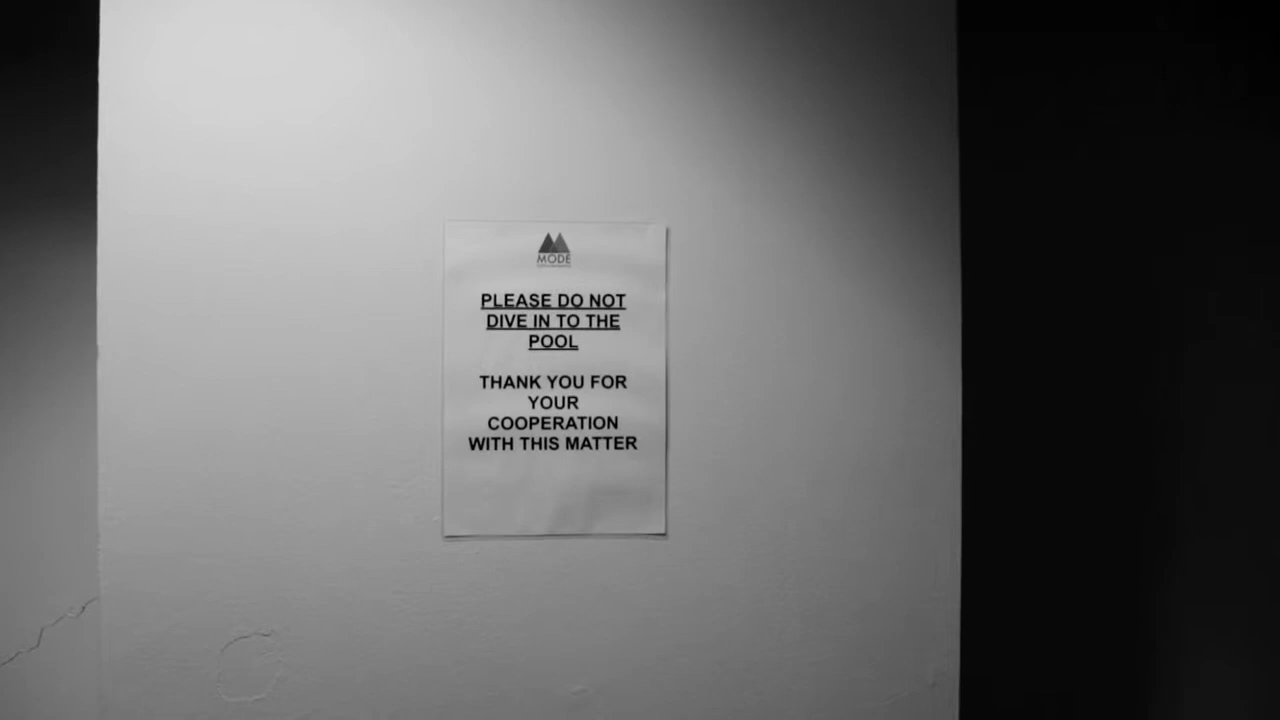 MODE
PLEASE DO NOT
DIVE IN TO THE
POOL
THANK YOU FOR
YOUR
COOPERATION
WITH THIS MATTER